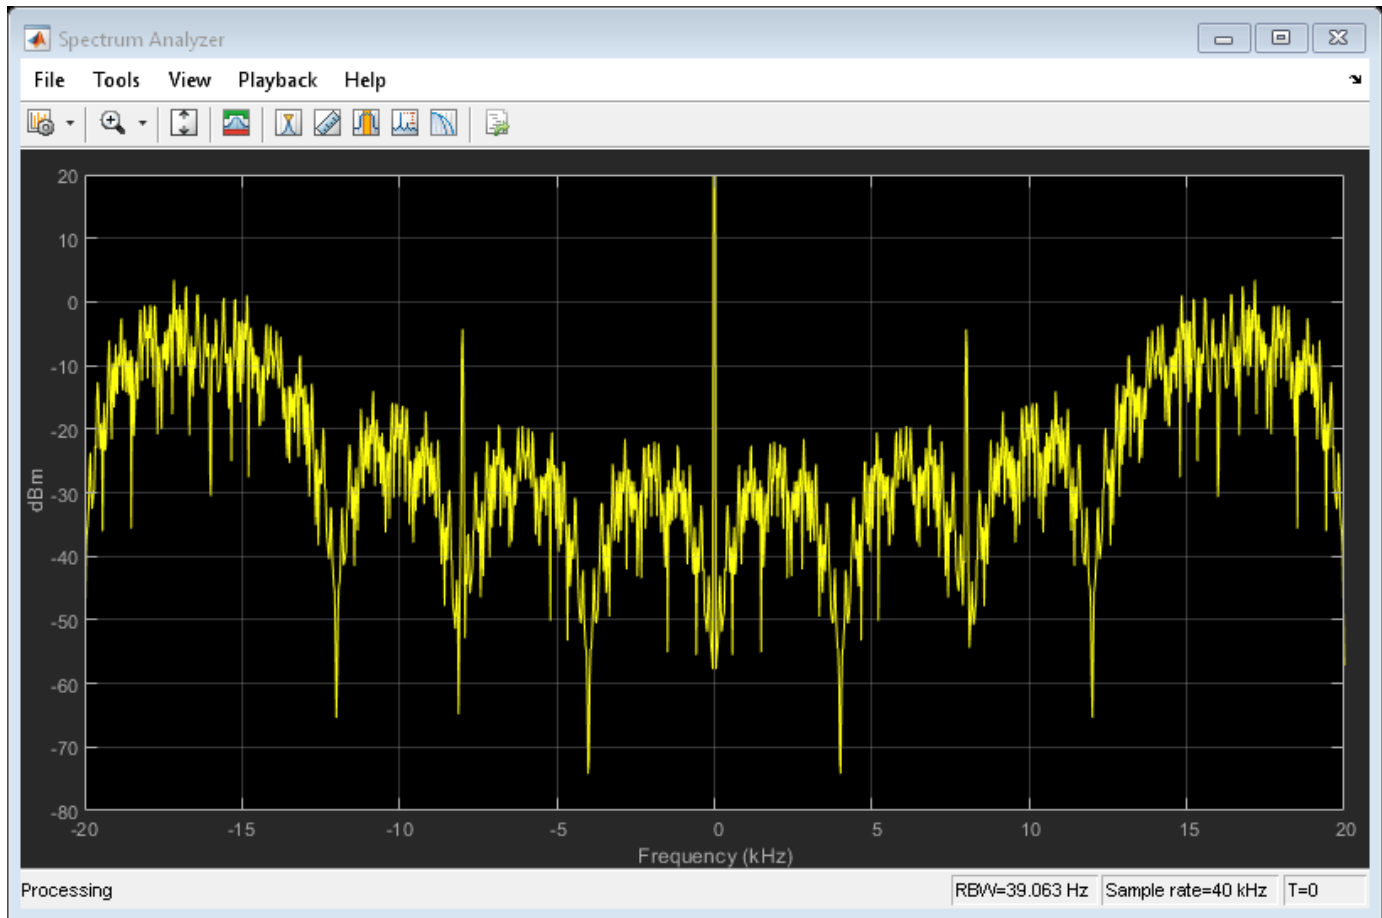 Spectrum Analyzer
File Tools View Playback Help
20
10
0
-10
-20
-30
-40
-50
-60
-70
-80
dBm
-20 -15 -10 -5 0 5 10 15 20
Frequency (kHz)
Processing RBW=39.063 Hz Sample rate=40 kHz T=0